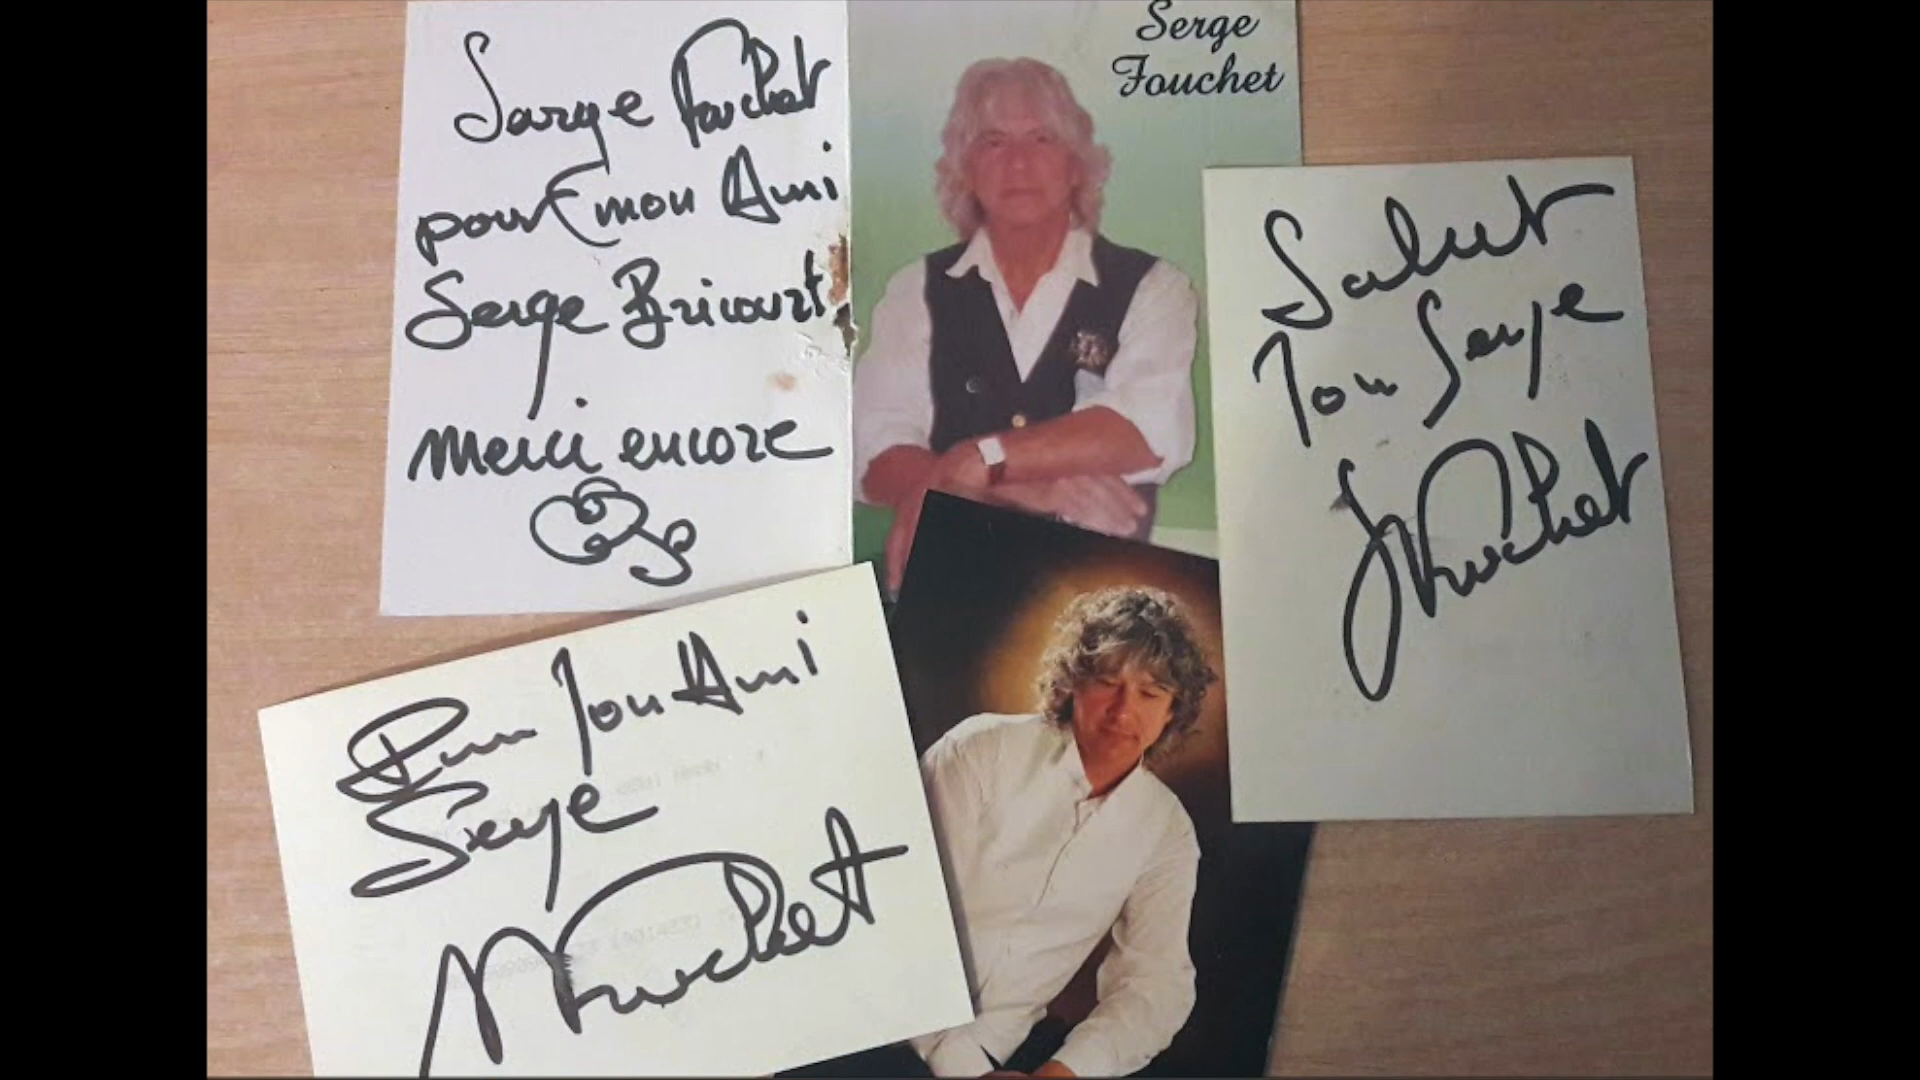 Serge Fouchet
pour mon Ami
Serge Bricourt
Merci encore
Serge
Fouchet
Salut
Ton Serge
Fouchet
Pour Ton Ami
Serge
Fouchet